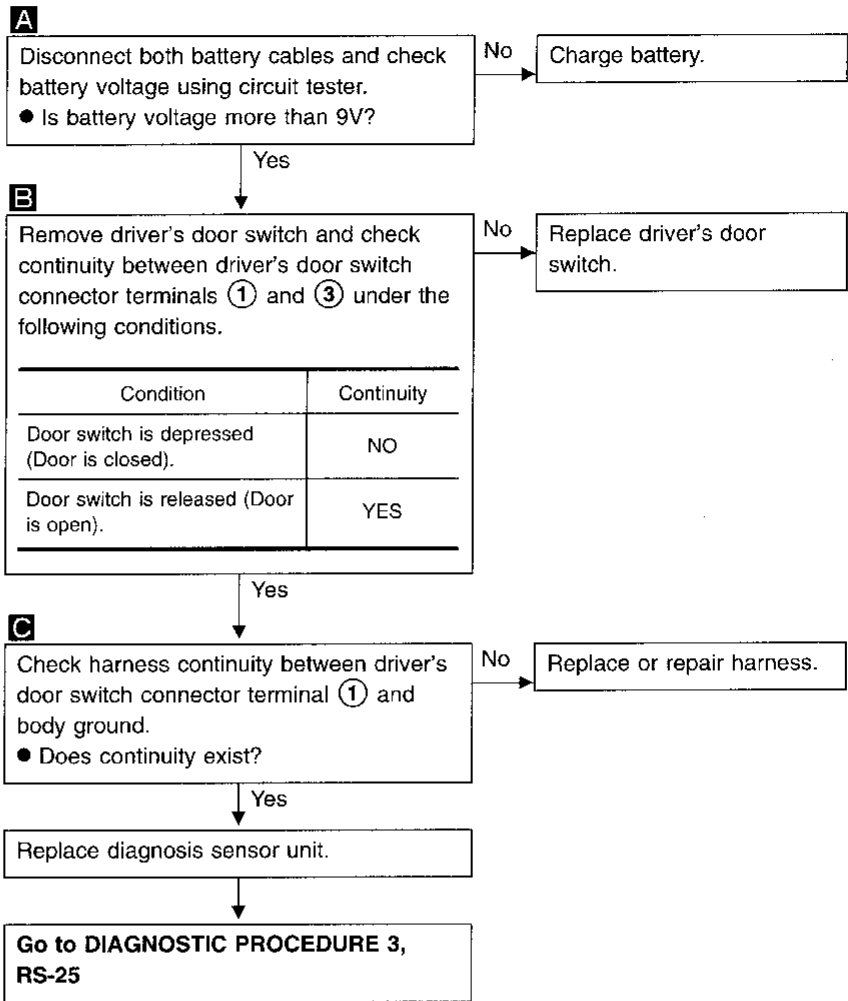 A
Disconnect both battery cables and check
battery voltage using circuit tester.
● Is battery voltage more than 9V?
No
Charge battery.
Yes
B
Remove driver's door switch and check
continuity between driver's door switch
connector terminals ① and ③ under the
following conditions.
No
Replace driver's door
switch.
Condition Continuity
Door switch is depressed
(Door is closed).
NO
Door switch is released (Door
is open).
YES
Yes
C
Check harness continuity between driver's
door switch connector terminal ① and
body ground.
● Does continuity exist?
No
Replace or repair harness.
Yes
Replace diagnosis sensor unit.
Go to DIAGNOSTIC PROCEDURE 3,
RS-25